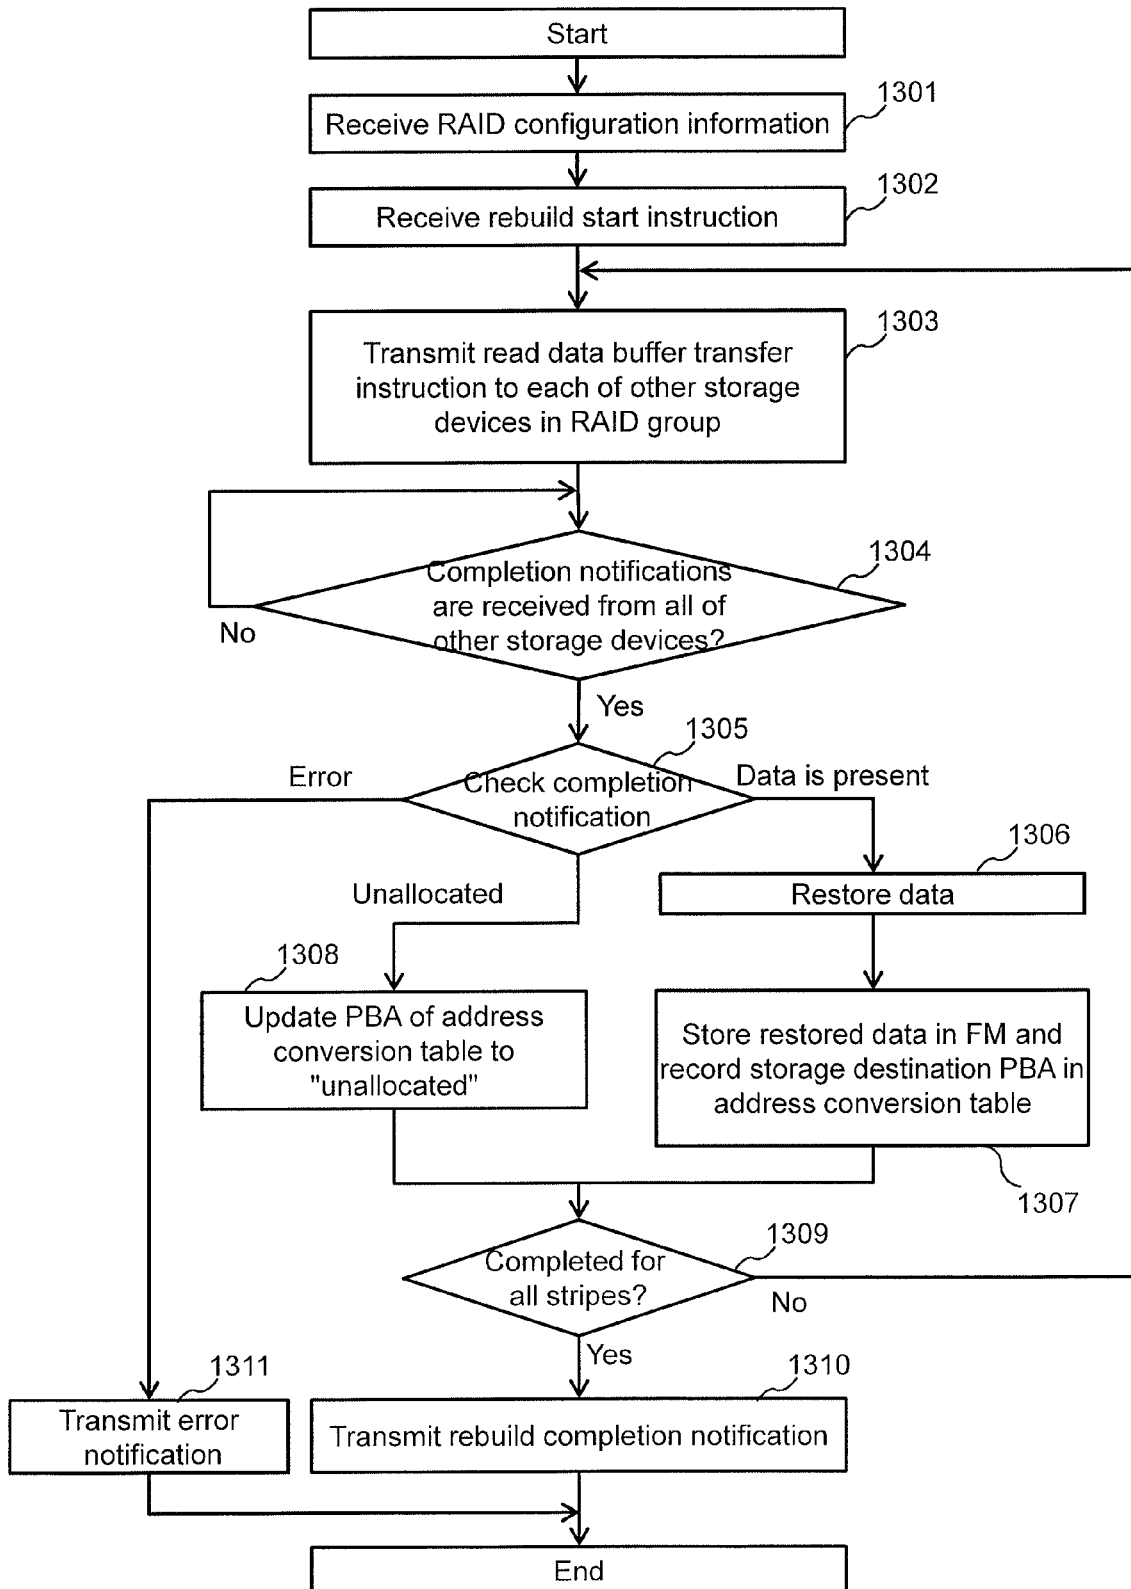 Start
1301
Receive RAID configuration information
1302
Receive rebuild start instruction
1303
Transmit read data buffer transfer
instruction to each of other storage
devices in RAID group
1304
Completion notifications
are received from all of
other storage devices?
No
Yes
1305
Error
Check completion
notification
Data is present
1306
Unallocated
Restore data
1308
Update PBA of address
conversion table to
"unallocated"
Store restored data in FM and
record storage destination PBA in
address conversion table
1307
1309
Completed for
all stripes?
No
Yes
1311
1310
Transmit error
notification
Transmit rebuild completion notification
End